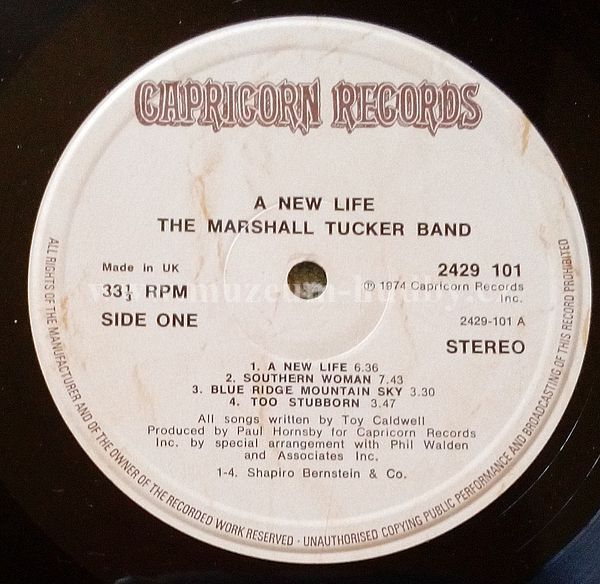 CAPRICORN RECORDS
A NEW LIFE
THE MARSHALL TUCKER BAND
Made in UK
33⅓ RPM
SIDE ONE
2429 101
℗ 1974 Capricorn Records
Inc.
2429-101 A
STEREO
1. A NEW LIFE 6.36
2. SOUTHERN WOMAN 7.43
3. BLUE RIDGE MOUNTAIN SKY 3.30
4. TOO STUBBORN 3.47
All songs written by Toy Caldwell
Produced by Paul Hornsby for Capricorn Records
Inc. by special arrangement with Phil Walden
and Associates Inc.
1-4. Shapiro Bernstein & Co.
ALL RIGHTS OF THE MANUFACTURER AND OF THE OWNER OF THE RECORDED WORK RESERVED - UNAUTHORISED COPYING PUBLIC PERFORMANCE AND BROADCASTING OF THIS RECORD PROHIBITED